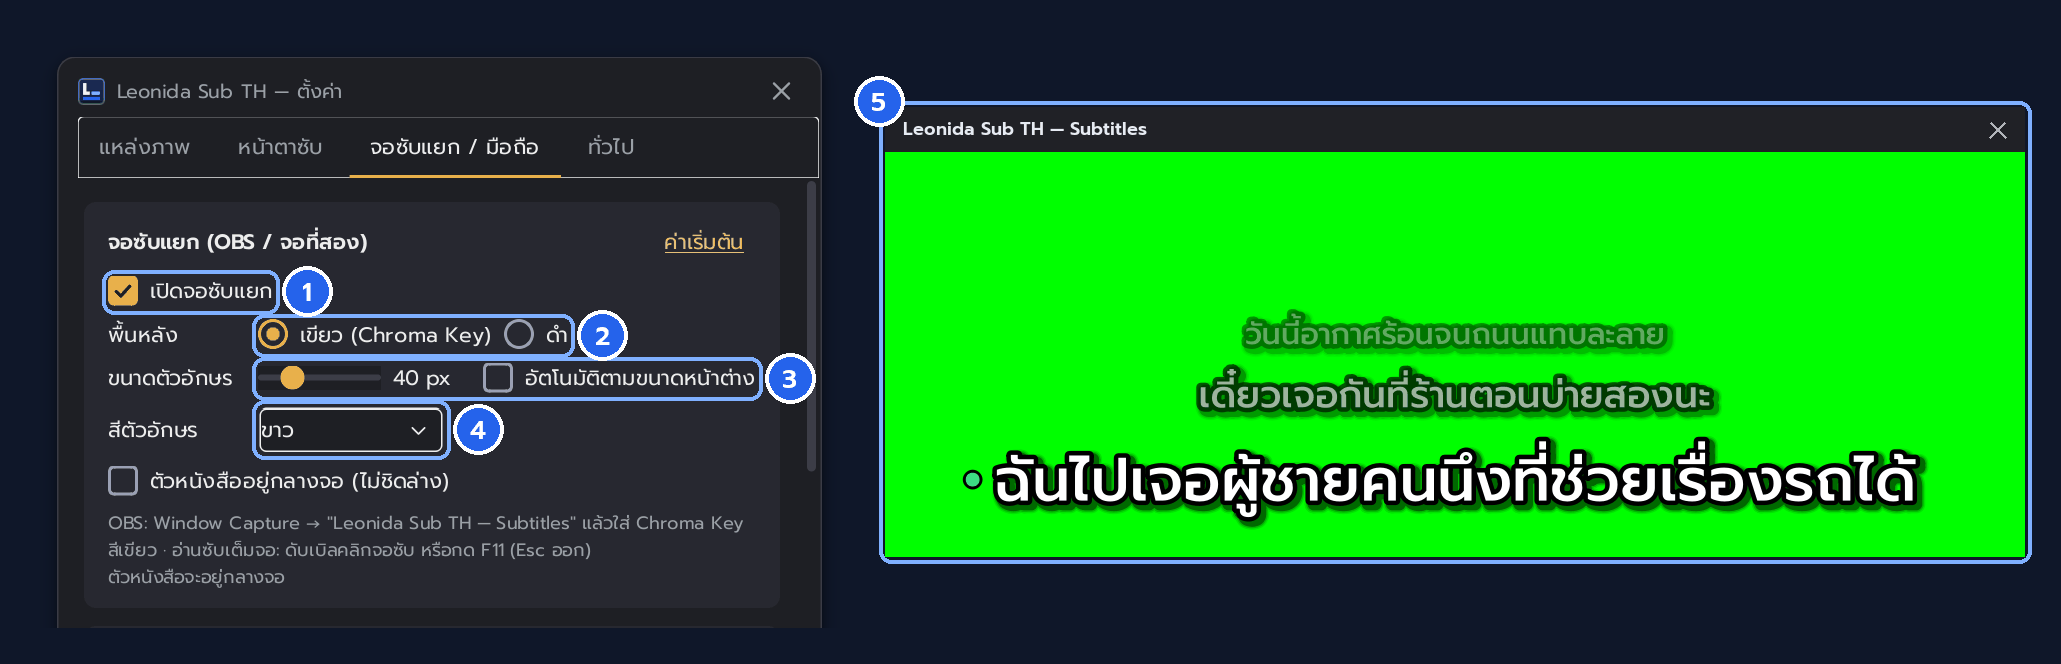 Leonida Sub TH — ตั้งค่า
แหล่งภาพ หน้าตาซับ จอซับแยก / มือถือ ทั่วไป
จอซับแยก (OBS / จอที่สอง) ค่าเริ่มต้น
เปิดจอซับแยก 1
พื้นหลัง เขียว (Chroma Key) ดำ 2
ขนาดตัวอักษร 40 px อัตโนมัติตามขนาดหน้าต่าง 3
สีตัวอักษร ขาว 4
ตัวหนังสืออยู่กลางจอ (ไม่ชิดล่าง)
OBS: Window Capture → "Leonida Sub TH — Subtitles" แล้วใส่ Chroma Key
สีเขียว · อ่านซับเต็มจอ: ดับเบิลคลิกจอซับ หรือกด F11 (Esc ออก)
ตัวหนังสือจะอยู่กลางจอ
5
Leonida Sub TH — Subtitles
วันนี้อากาศร้อนจนถนนแทบละลาย
เดี๋ยวเจอกันที่ร้านตอนบ่ายสองนะ
ฉันไปเจอผู้ชายคนนึงที่ช่วยเรื่องรถได้